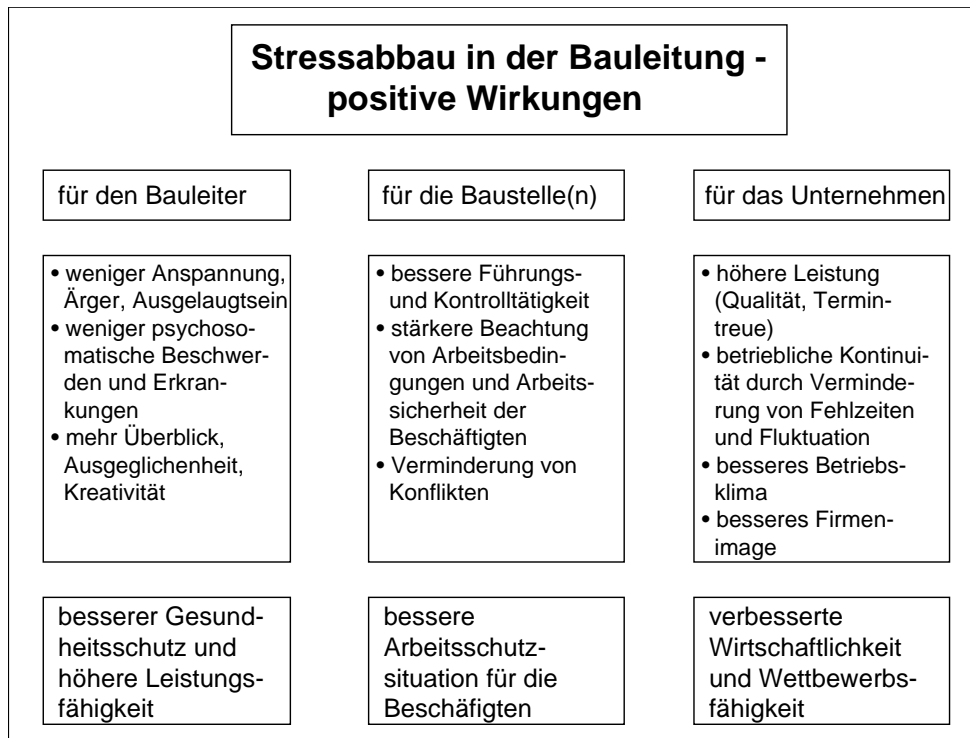 Stressabbau in der Bauleitung -
positive Wirkungen
für den Bauleiter
• weniger Anspannung,
Ärger, Ausgelaugtsein
• weniger psychoso-
matische Beschwer-
den und Erkran-
kungen
• mehr Überblick,
Ausgeglichenheit,
Kreativität
besserer Gesund-
heitsschutz und
höhere Leistungs-
fähigkeit
für die Baustelle(n)
• bessere Führungs-
und Kontrolltätigkeit
• stärkere Beachtung
von Arbeitsbedin-
gungen und Arbeits-
sicherheit der
Beschäftigten
• Verminderung von
Konflikten
bessere
Arbeitsschutz-
situation für die
Beschäfigten
für das Unternehmen
• höhere Leistung
(Qualität, Termin-
treue)
• betriebliche Kontinui-
tät durch Verminde-
rung von Fehlzeiten
und Fluktuation
• besseres Betriebs-
klima
• besseres Firmen-
image
verbesserte
Wirtschaftlichkeit
und Wettbewerbs-
fähigkeit